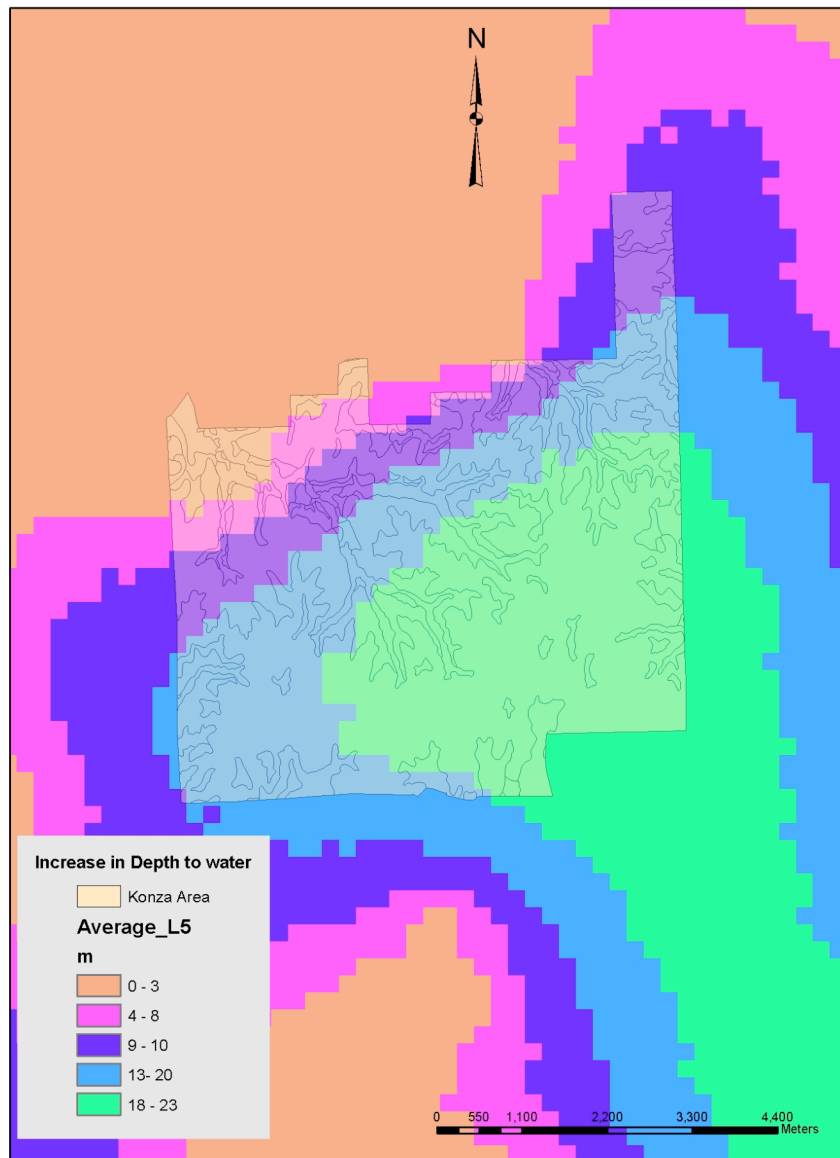 N
Increase in Depth to water
Konza Area
Average_L5
m
0 - 3
4 - 8
9 - 10
13- 20
18 - 23
0 550 1,100 2,200 3,300 4,400
Meters